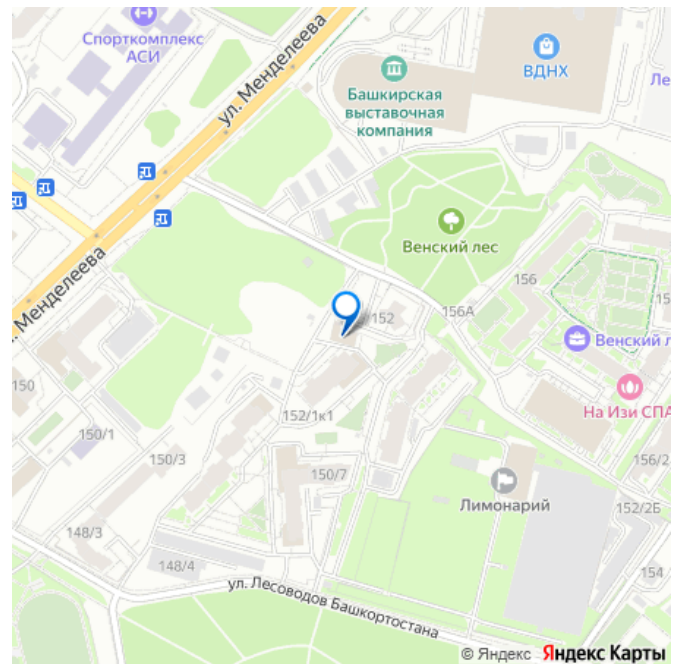 Спорткомплекс
АСИ
ул. Менделеева
Башкирская
выставочная
компания
ВДНХ
Ле
Венский лес
156
156А
15
/152
Венский л
. Менделеева
150
150/1
152/1к1
150/3
150/7
На Изи СПА
156/2
Лимонарий
152/2Б
148/3
148/4
154
ул. Лесоводов Башкортостана
© Яндекс Яндекс Карты